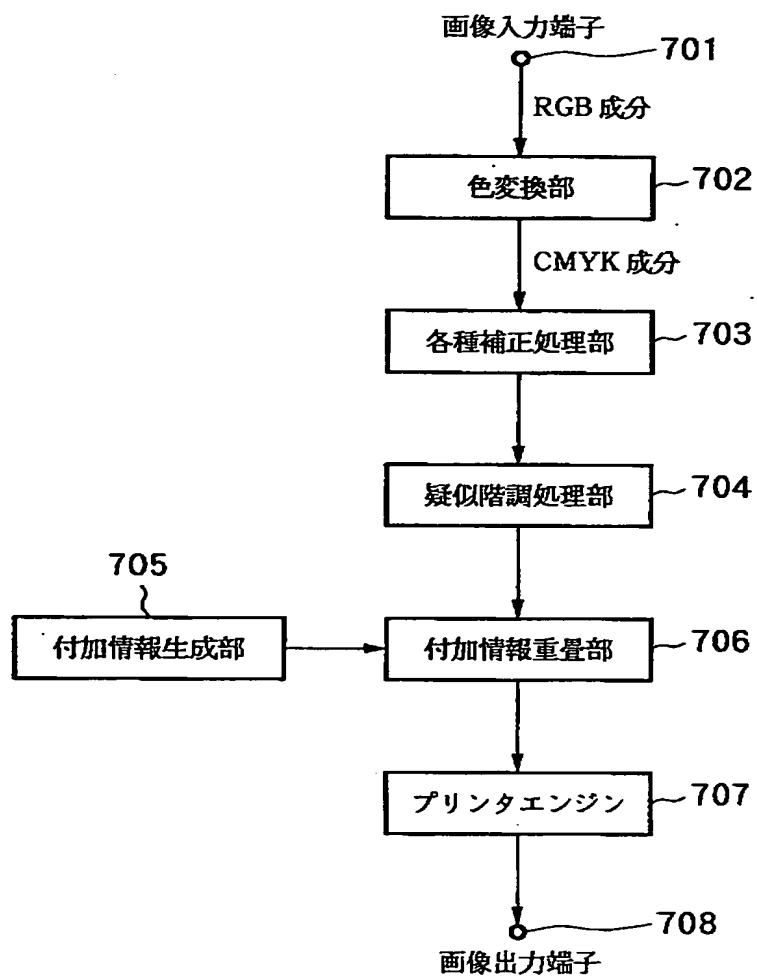 画像入力端子
701
RGB 成分
色変換部
702
CMYK 成分
各種補正処理部
703
疑似階調処理部
704
705
付加情報生成部
付加情報重畳部
706
プリンタエンジン
707
708
画像出力端子